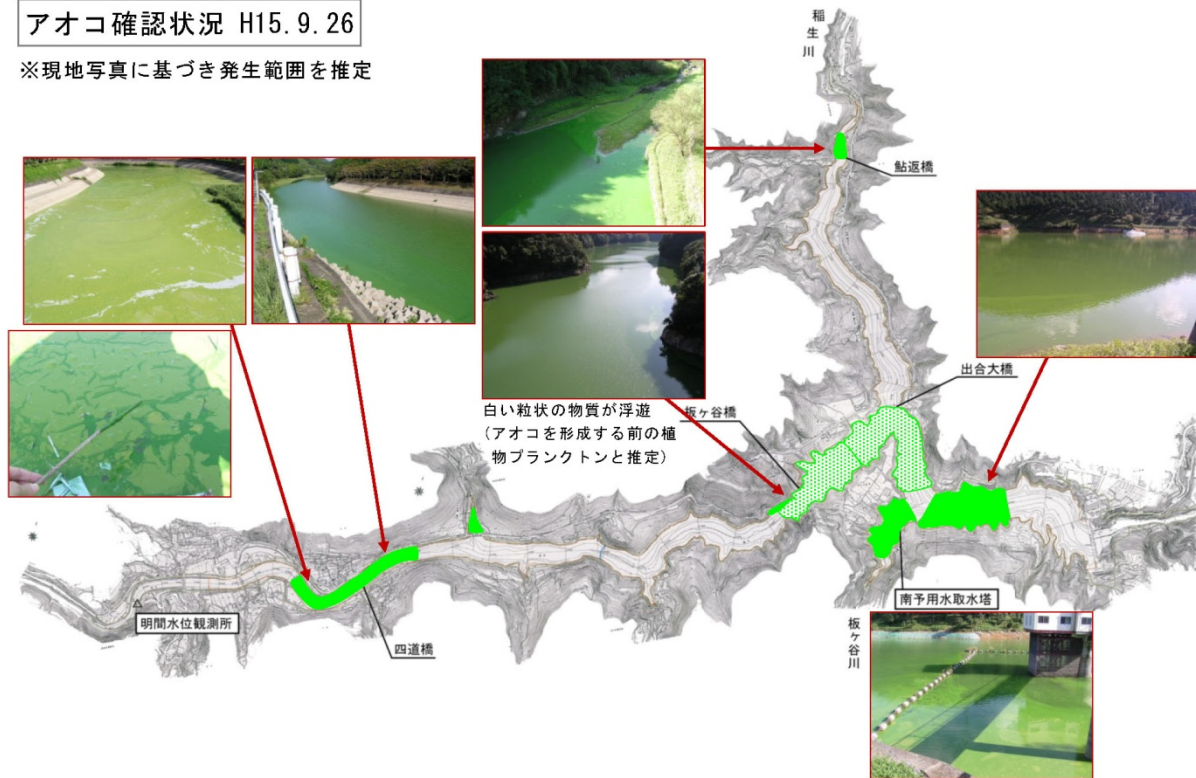 アオコ確認状況 H15.9.26
※現地写真に基づき発生範囲を推定
稲生川
鮎返橋
出合大橋
白い粒状の物質が浮遊
(アオコを形成する前の植
物プランクトンと推定)
板ヶ谷橋
明間水位観測所
四道橋
南予用水取水塔
板ヶ谷川